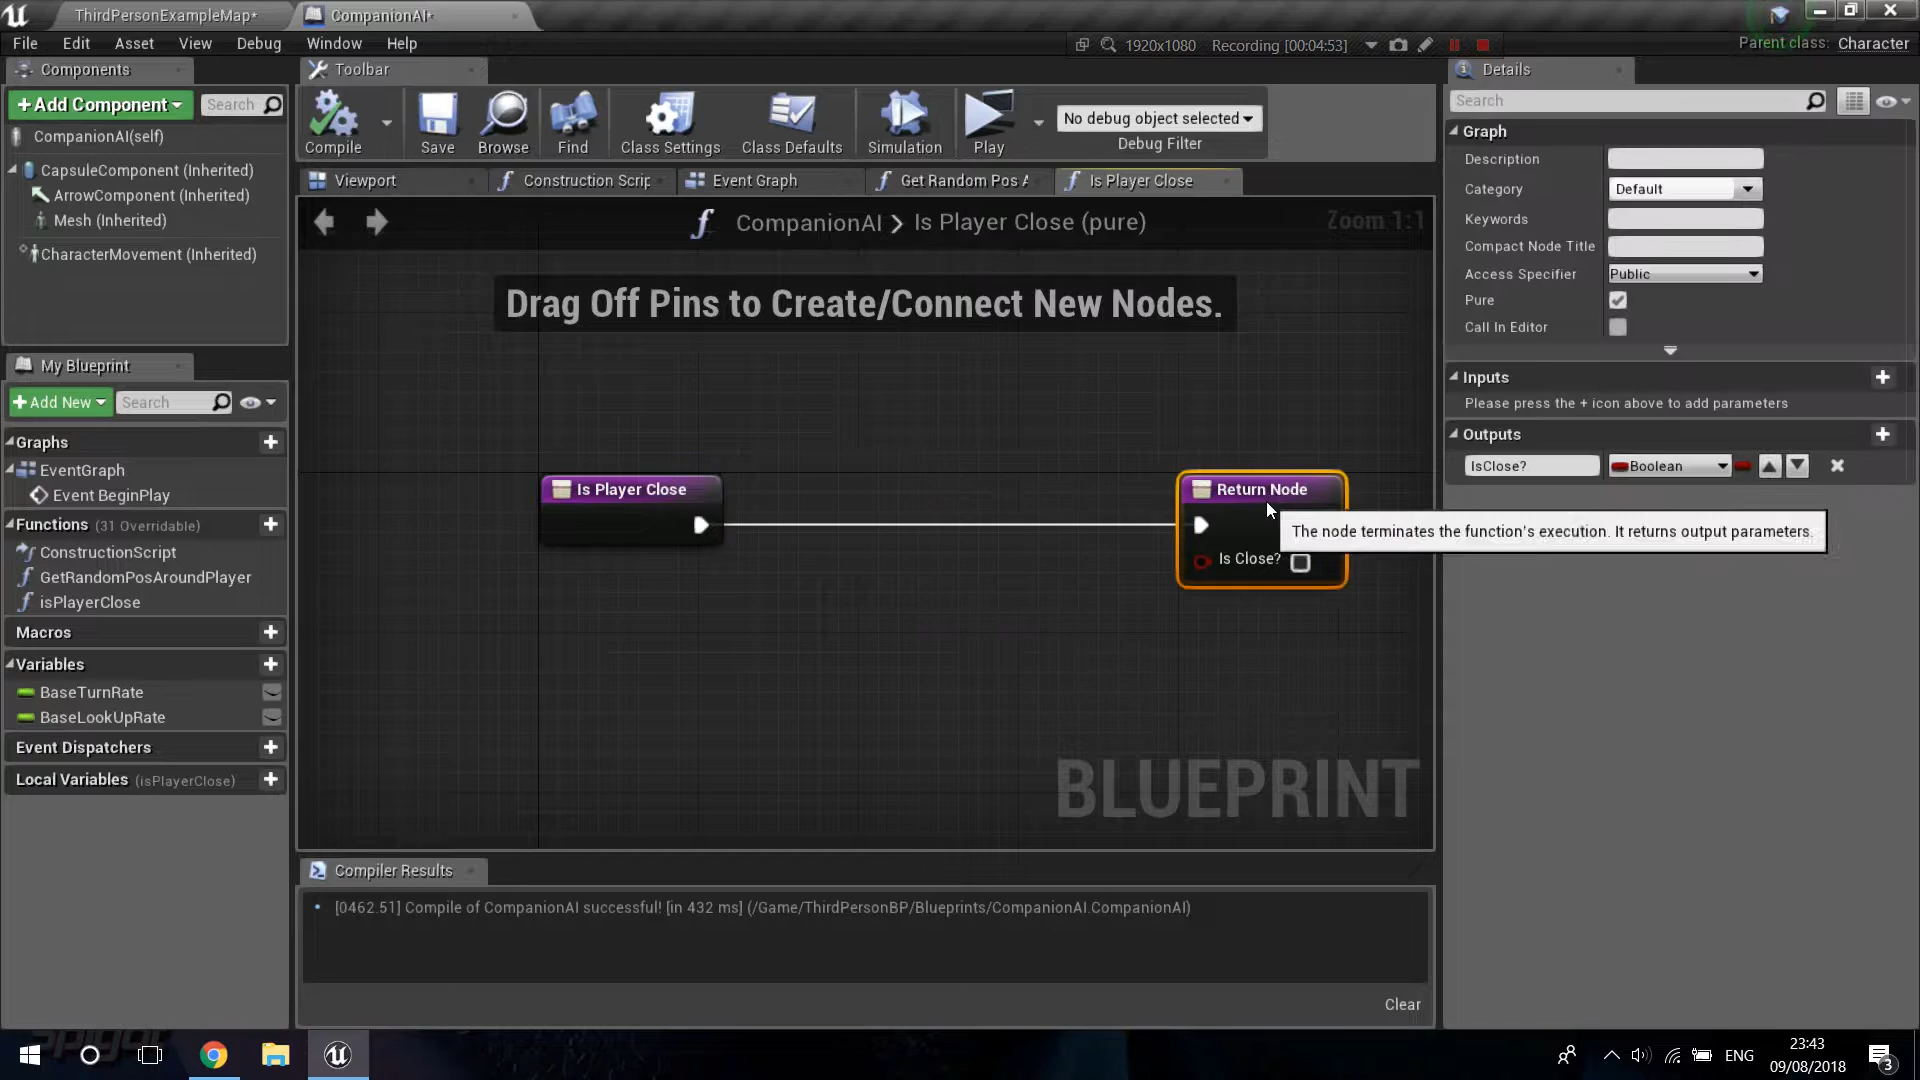 ThirdPersonExampleMap*
CompanionAI*
File Edit Asset View Debug Window Help
1920x1080 Recording [00:04:53]
Parent class: Character
Components
+Add Component
Search
CompanionAI(self)
CapsuleComponent (Inherited)
ArrowComponent (Inherited)
Mesh (Inherited)
CharacterMovement (Inherited)
My Blueprint
+Add New
Search
Graphs
EventGraph
Event BeginPlay
Functions (31 Overridable)
ConstructionScript
GetRandomPosAroundPlayer
isPlayerClose
Macros
Variables
BaseTurnRate
BaseLookUpRate
Event Dispatchers
Local Variables (isPlayerClose)
Toolbar
Compile
Save
Browse
Find
Class Settings
Class Defaults
Simulation
Play
No debug object selected
Debug Filter
Viewport
Construction Scrip
Event Graph
Get Random Pos A
Is Player Close
CompanionAI > Is Player Close (pure)
Zoom 1:1
Drag Off Pins to Create/Connect New Nodes.
Is Player Close
Return Node
Is Close?
The node terminates the function's execution. It returns output parameters.
BLUEPRINT
Compiler Results
[0462.51] Compile of CompanionAI successful! [in 432 ms] (/Game/ThirdPersonBP/Blueprints/CompanionAI.CompanionAI)
Clear
Details
Search
Graph
Description
Category Default
Keywords
Compact Node Title
Access Specifier Public
Pure
Call In Editor
Inputs
Please press the + icon above to add parameters
Outputs
IsClose? Boolean
ENG
23:43
09/08/2018
3